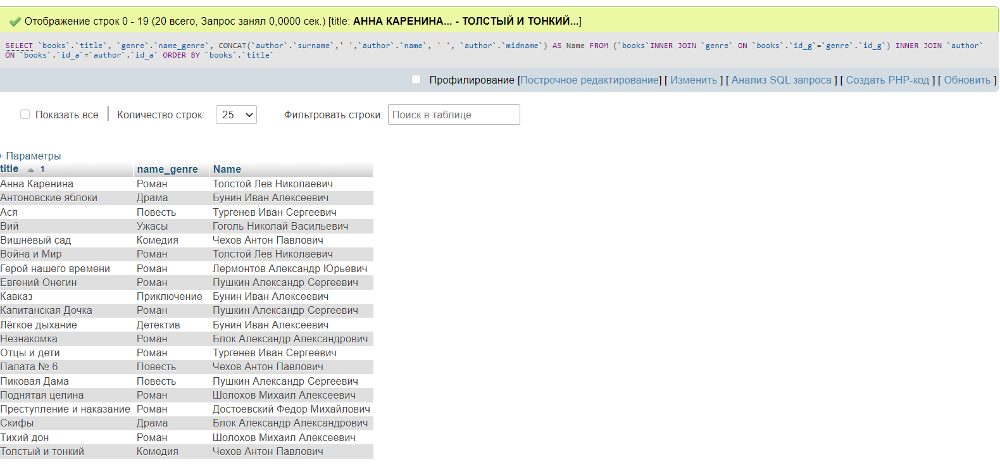 Отображение строк 0 - 19 (20 всего, Запрос занял 0,0000 сек.) [title: АННА КАРЕНИНА... - ТОЛСТЫЙ И ТОНКИЙ...]
SELECT `books`.`title`, `genre`.`name_genre`, CONCAT(`author`.`surname`,' ',`author`.`name`, ' ', `author`.`midname`) AS Name FROM (`books`INNER JOIN `genre` ON `books`.`id_g`=`genre`.`id_g`) INNER JOIN `author`
ON `books`.`id_a`=`author`.`id_a` ORDER BY `books`.`title`
Профилирование [Построчное редактирование] [ Изменить ] [ Анализ SQL запроса ] [ Создать PHP-код ] [ Обновить ]
Показать все | Количество строк: 25 Фильтровать строки: Поиск в таблице
+ Параметры
title 1 name_genre Name
Анна Каренина Роман Толстой Лев Николаевич
Антоновские яблоки Драма Бунин Иван Алексеевич
Ася Повесть Тургенев Иван Сергеевич
Вий Ужасы Гоголь Николай Васильевич
Вишнёвый сад Комедия Чехов Антон Павлович
Война и Мир Роман Толстой Лев Николаевич
Герой нашего времени Роман Лермонтов Александр Юрьевич
Евгений Онегин Роман Пушкин Александр Сергеевич
Кавказ Приключение Бунин Иван Алексеевич
Капитанская Дочка Роман Пушкин Александр Сергеевич
Лёгкое дыхание Детектив Бунин Иван Алексеевич
Незнакомка Роман Блок Александр Александрович
Отцы и дети Роман Тургенев Иван Сергеевич
Палата № 6 Повесть Чехов Антон Павлович
Пиковая Дама Повесть Пушкин Александр Сергеевич
Поднятая целина Роман Шолохов Михаил Алексеевич
Преступление и наказание Роман Достоевский Федор Михайлович
Скифы Драма Блок Александр Александрович
Тихий дон Роман Шолохов Михаил Алексеевич
Толстый и тонкий Комедия Чехов Антон Павлович